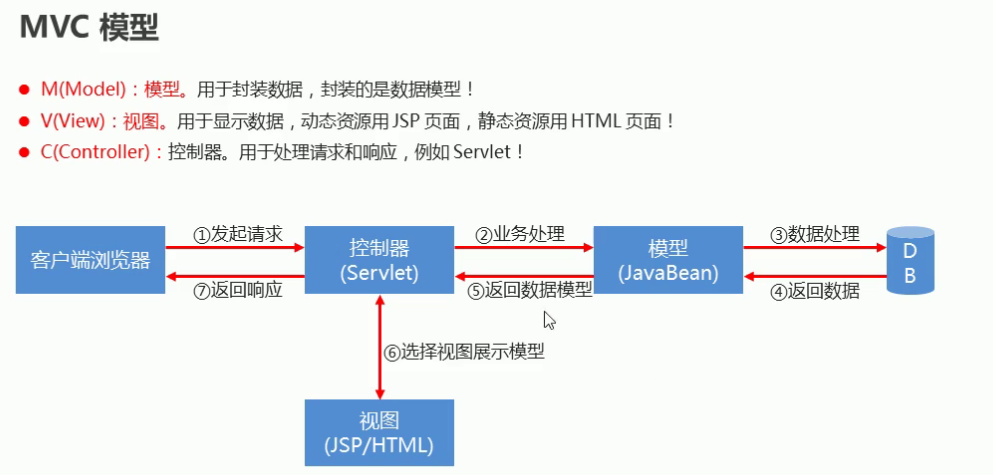 MVC 模型
M(Model)：模型。用于封装数据，封装的是数据模型！
V(View)：视图。用于显示数据，动态资源用 JSP 页面，静态资源用 HTML 页面！
C(Controller)：控制器。用于处理请求和响应，例如 Servlet！
客户端浏览器
①发起请求
⑦返回响应
控制器
(Servlet)
②业务处理
⑤返回数据模型
模型
(JavaBean)
③数据处理
④返回数据
D
B
⑥选择视图展示模型
视图
(JSP/HTML)